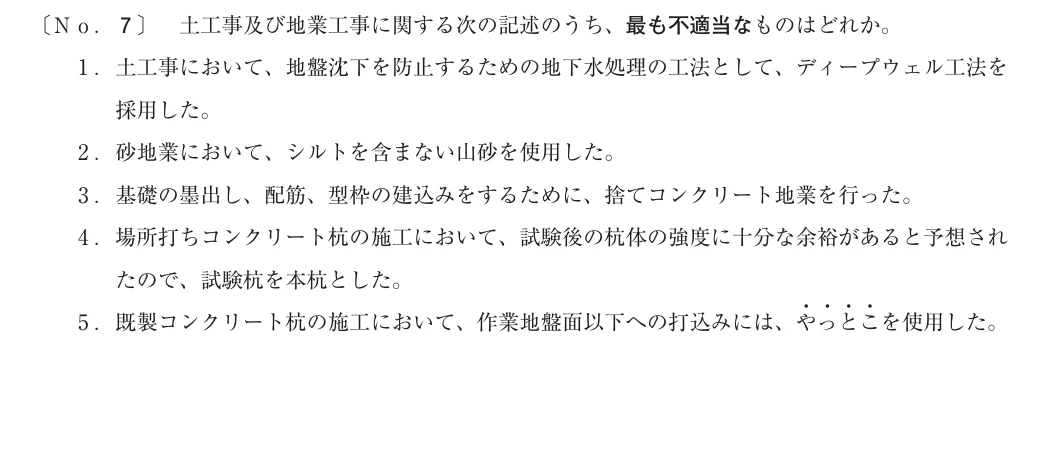 〔Ｎｏ．７〕　土工事及び地業工事に関する次の記述のうち、最も不適当なものはどれか。
１．土工事において、地盤沈下を防止するための地下水処理の工法として、ディープウェル工法を
採用した。
２．砂地業において、シルトを含まない山砂を使用した。
３．基礎の墨出し、配筋、型枠の建込みをするために、捨てコンクリート地業を行った。
４．場所打ちコンクリート杭の施工において、試験後の杭体の強度に十分な余裕があると予想され
たので、試験杭を本杭とした。
５．既製コンクリート杭の施工において、作業地盤面以下への打込みには、やっとこを使用した。